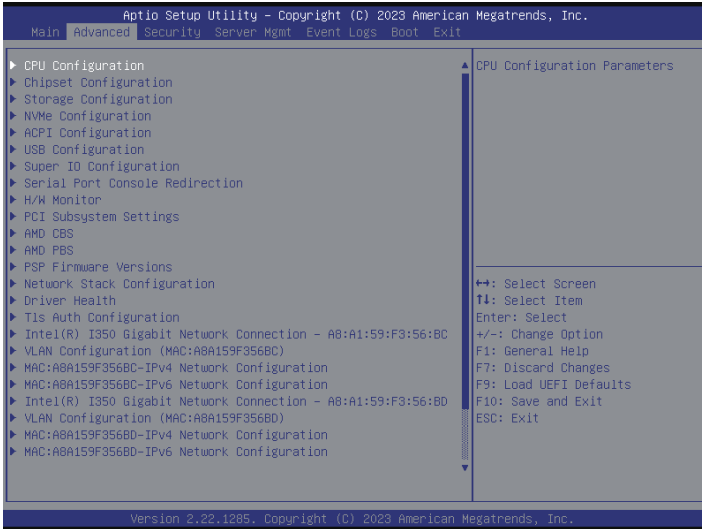 Aptio Setup Utility – Copyright (C) 2023 American Megatrends, Inc.
Main Advanced Security Server Mgmt Event Logs Boot Exit
CPU Configuration
Chipset Configuration
Storage Configuration
NVMe Configuration
ACPI Configuration
USB Configuration
Super IO Configuration
Serial Port Console Redirection
H/W Monitor
PCI Subsystem Settings
AMD CBS
AMD PBS
PSP Firmware Versions
Network Stack Configuration
Driver Health
Tls Auth Configuration
Intel(R) I350 Gigabit Network Connection – A8:A1:59:F3:56:BC
VLAN Configuration (MAC:A8A159F356BC)
MAC:A8A159F356BC-IPv4 Network Configuration
MAC:A8A159F356BC-IPv6 Network Configuration
Intel(R) I350 Gigabit Network Connection – A8:A1:59:F3:56:BD
VLAN Configuration (MAC:A8A159F356BD)
MAC:A8A159F356BD-IPv4 Network Configuration
MAC:A8A159F356BD-IPv6 Network Configuration
CPU Configuration Parameters
↔: Select Screen
↑↓: Select Item
Enter: Select
+/-: Change Option
F1: General Help
F7: Discard Changes
F9: Load UEFI Defaults
F10: Save and Exit
ESC: Exit
Version 2.22.1285. Copyright (C) 2023 American Megatrends, Inc.